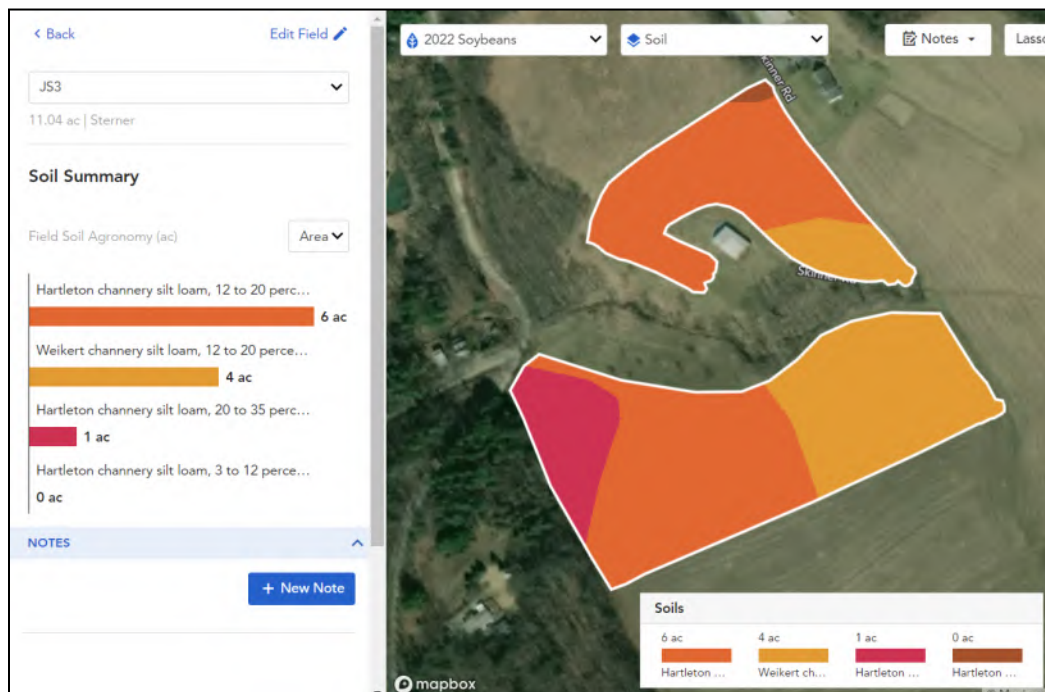 Back
Edit Field
JS3
11.04 ac | Sterner
Soil Summary
Field Soil Agronomy (ac)
Area
Hartleton channery silt loam, 12 to 20 perc...
6 ac
Weikert channery silt loam, 12 to 20 perce...
4 ac
Hartleton channery silt loam, 20 to 35 perc...
1 ac
Hartleton channery silt loam, 3 to 12 perce...
0 ac
NOTES
+ New Note
2022 Soybeans
Soil
Notes
Lasso
kinner Rd
Soils
6 ac
4 ac
1 ac
0 ac
Hartleton ...
Weikert ch...
Hartleton ...
Hartleton ...
mapbox